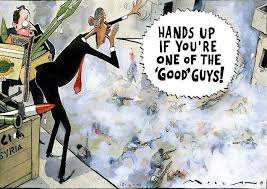 HANDS UP
IF YOU'RE
ONE OF THE
'GOOD' GUYS!
SYRIA